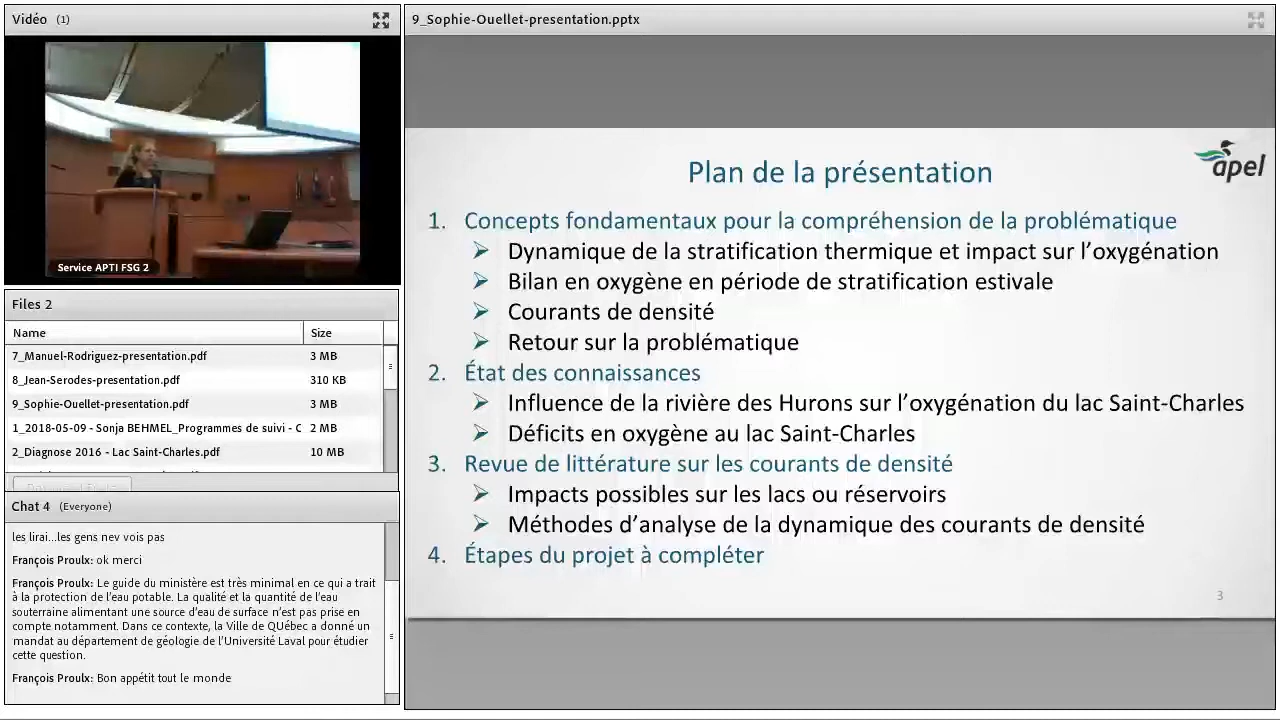 Vidéo (1)
Service APTI FSG 2
Files 2
Name Size
7_Manuel-Rodriguez-presentation.pdf 3 MB
8_Jean-Serodes-presentation.pdf 310 KB
9_Sophie-Ouellet-presentation.pdf 3 MB
1_2018-05-09 - Sonja BEHMEL_Programmes de suivi - C 2 MB
2_Diagnose 2016 - Lac Saint-Charles.pdf 10 MB
Chat 4 (Everyone)
les lirai...les gens nev vois pas
François Proulx: ok merci
François Proulx: Le guide du ministère est très minimal en ce qui a trait
à la protection de l'eau potable. La qualité et la quantité de l'eau
souterraine alimentant une source d'eau de surface n'est pas prise en
compte notamment. Dans ce contexte, la Ville de QUébec a donné un
mandat au département de géologie de l'Université Laval pour étudier
cette question.
François Proulx: Bon appétit tout le monde
9_Sophie-Ouellet-presentation.pptx
apel
Plan de la présentation
1. Concepts fondamentaux pour la compréhension de la problématique
➢ Dynamique de la stratification thermique et impact sur l'oxygénation
➢ Bilan en oxygène en période de stratification estivale
➢ Courants de densité
➢ Retour sur la problématique
2. État des connaissances
➢ Influence de la rivière des Hurons sur l'oxygénation du lac Saint-Charles
➢ Déficits en oxygène au lac Saint-Charles
3. Revue de littérature sur les courants de densité
➢ Impacts possibles sur les lacs ou réservoirs
➢ Méthodes d'analyse de la dynamique des courants de densité
4. Étapes du projet à compléter
3